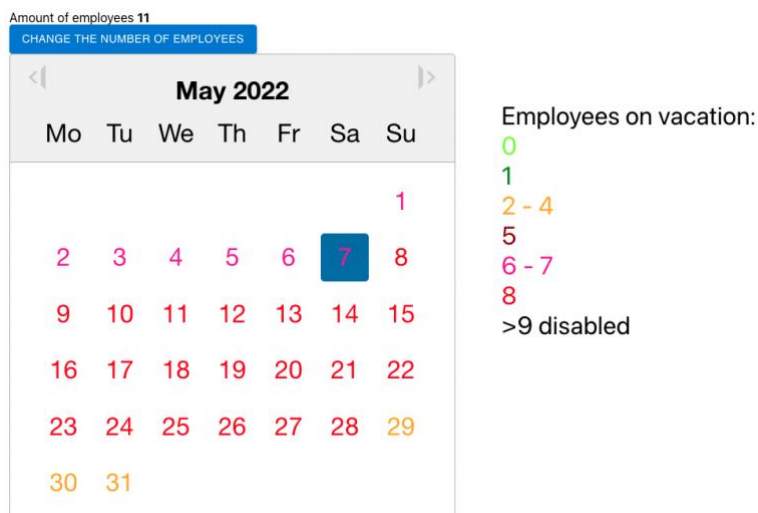 Amount of employees 11
CHANGE THE NUMBER OF EMPLOYEES
May 2022
Mo Tu We Th Fr Sa Su
1
2 3 4 5 6 7 8
9 10 11 12 13 14 15
16 17 18 19 20 21 22
23 24 25 26 27 28 29
30 31
Employees on vacation:
0
1
2 - 4
5
6 - 7
8
>9 disabled